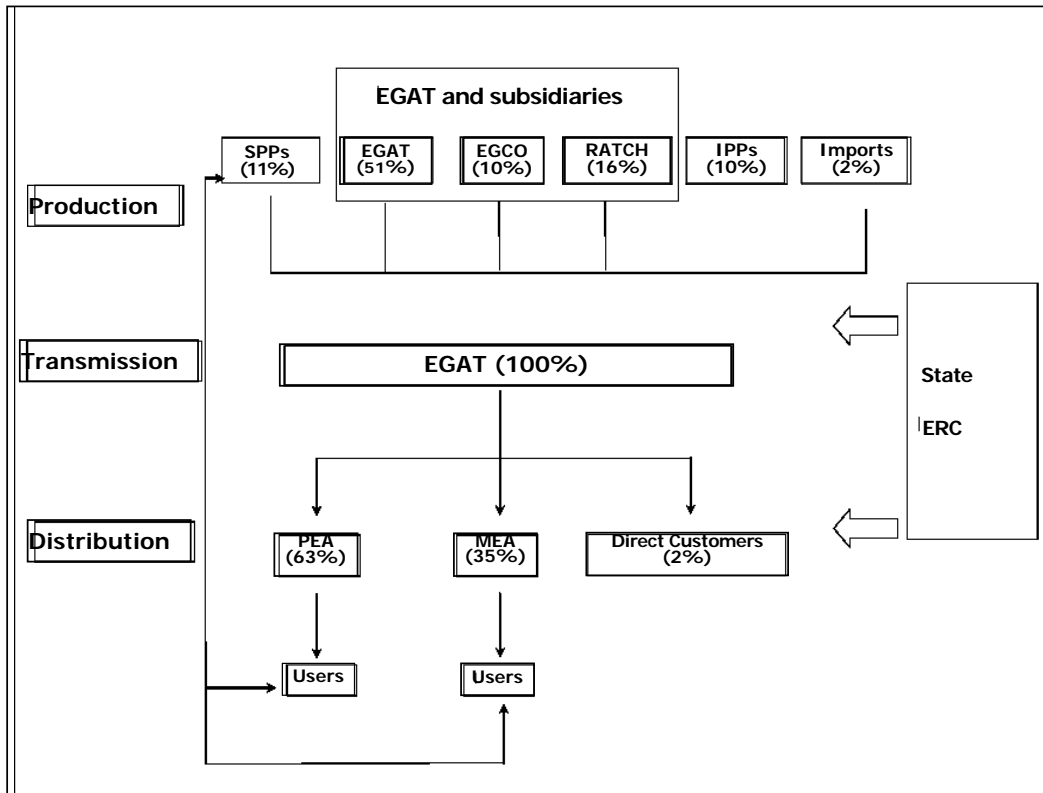 EGAT and subsidiaries
SPPs
(11%)
EGAT
(51%)
EGCO
(10%)
RATCH
(16%)
IPPs
(10%)
Imports
(2%)
Production
Transmission
EGAT (100%)
State
ERC
Distribution
PEA
(63%)
MEA
(35%)
Direct Customers
(2%)
Users
Users